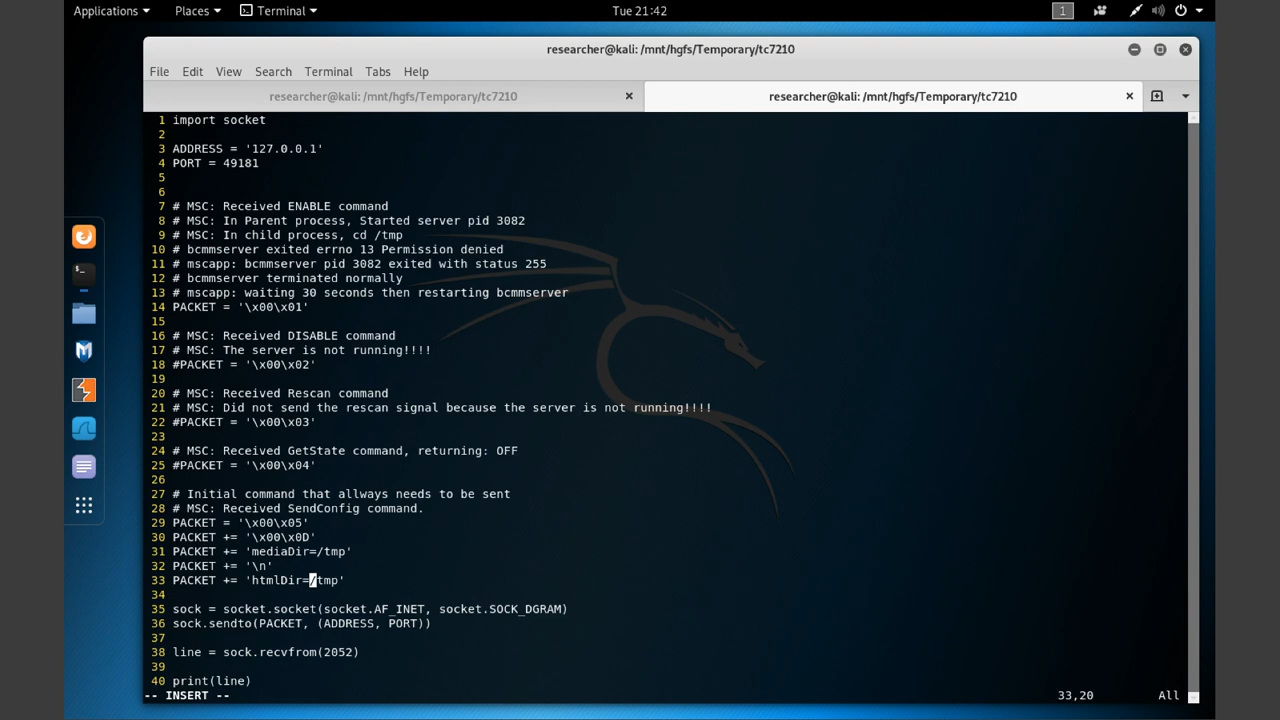 Applications Places Terminal Tue 21:42 1
researcher@kali: /mnt/hgfs/Temporary/tc7210
File Edit View Search Terminal Tabs Help
researcher@kali: /mnt/hgfs/Temporary/tc7210 researcher@kali: /mnt/hgfs/Temporary/tc7210
1 import socket
2
3 ADDRESS = '127.0.0.1'
4 PORT = 49181
5
6
7 # MSC: Received ENABLE command
8 # MSC: In Parent process, Started server pid 3082
9 # MSC: In child process, cd /tmp
10 # bcmmserver exited errno 13 Permission denied
11 # mscapp: bcmmserver pid 3082 exited with status 255
12 # bcmmserver terminated normally
13 # mscapp: waiting 30 seconds then restarting bcmmserver
14 PACKET = '\x00\x01'
15
16 # MSC: Received DISABLE command
17 # MSC: The server is not running!!!!
18 #PACKET = '\x00\x02'
19
20 # MSC: Received Rescan command
21 # MSC: Did not send the rescan signal because the server is not running!!!!
22 #PACKET = '\x00\x03'
23
24 # MSC: Received GetState command, returning: OFF
25 #PACKET = '\x00\x04'
26
27 # Initial command that allways needs to be sent
28 # MSC: Received SendConfig command.
29 PACKET = '\x00\x05'
30 PACKET += '\x00\x0D'
31 PACKET += 'mediaDir=/tmp'
32 PACKET += '\n'
33 PACKET += 'htmlDir=/tmp'
34
35 sock = socket.socket(socket.AF_INET, socket.SOCK_DGRAM)
36 sock.sendto(PACKET, (ADDRESS, PORT))
37
38 line = sock.recvfrom(2052)
39
40 print(line)
-- INSERT -- 33,20 All